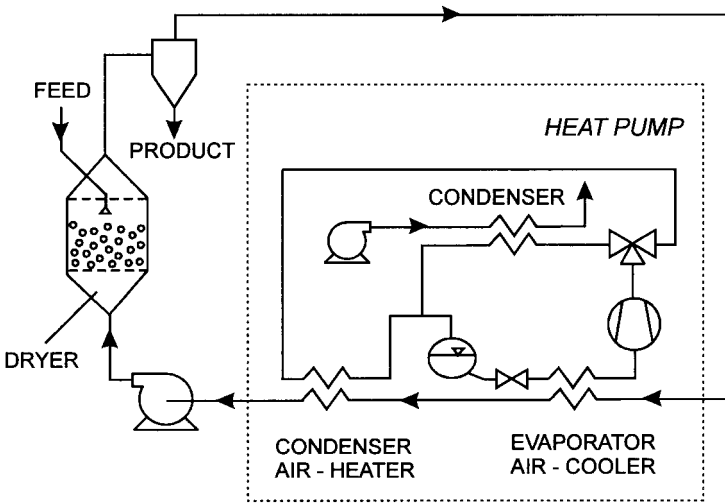 FEED
PRODUCT
HEAT PUMP
CONDENSER
DRYER
CONDENSER
AIR - HEATER
EVAPORATOR
AIR - COOLER